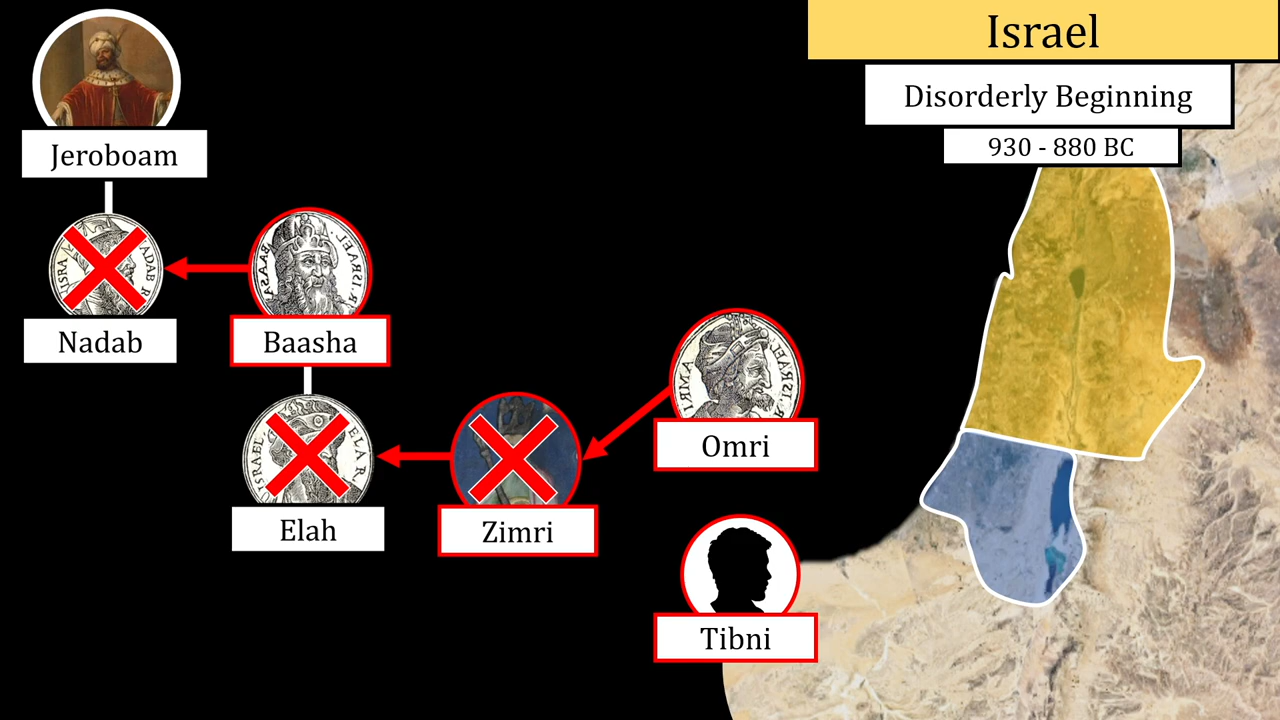 Israel
Disorderly Beginning
930 - 880 BC
Jeroboam
Nadab
Baasha
Elah
Zimri
Omri
Tibni